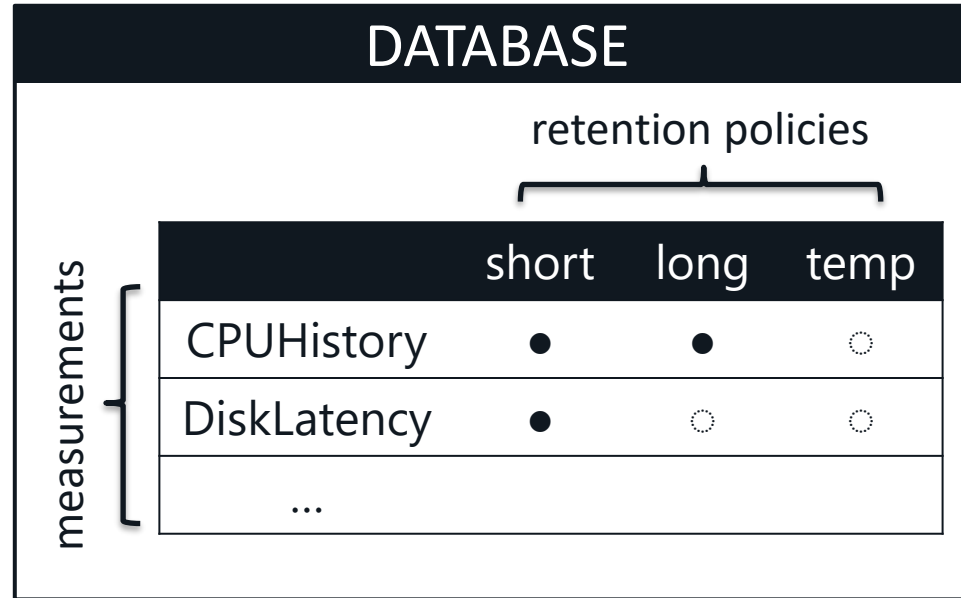 DATABASE
retention policies
measurements
short long temp
CPUHistory ● ● ◌
DiskLatency ● ◌ ◌
...